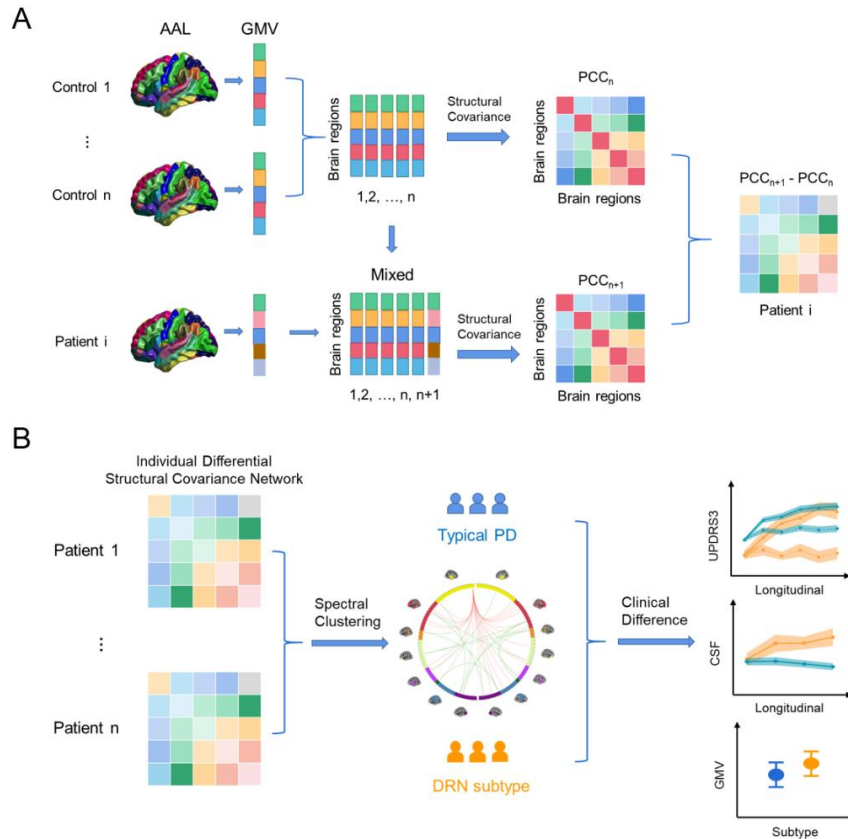 A
AAL
GMV
Control 1
...
Control n
Brain regions
1,2, ..., n
Structural
Covariance
PCCn
Brain regions
Brain regions
PCCn+1 - PCCn
Patient i
Mixed
Patient i
Brain regions
1,2, ..., n, n+1
Structural
Covariance
PCCn+1
Brain regions
Brain regions
B
Individual Differential
Structural Covariance Network
Patient 1
...
Patient n
Spectral
Clustering
Typical PD
DRN subtype
Clinical
Difference
UPDRS3
Longitudinal
CSF
Longitudinal
GMV
Subtype